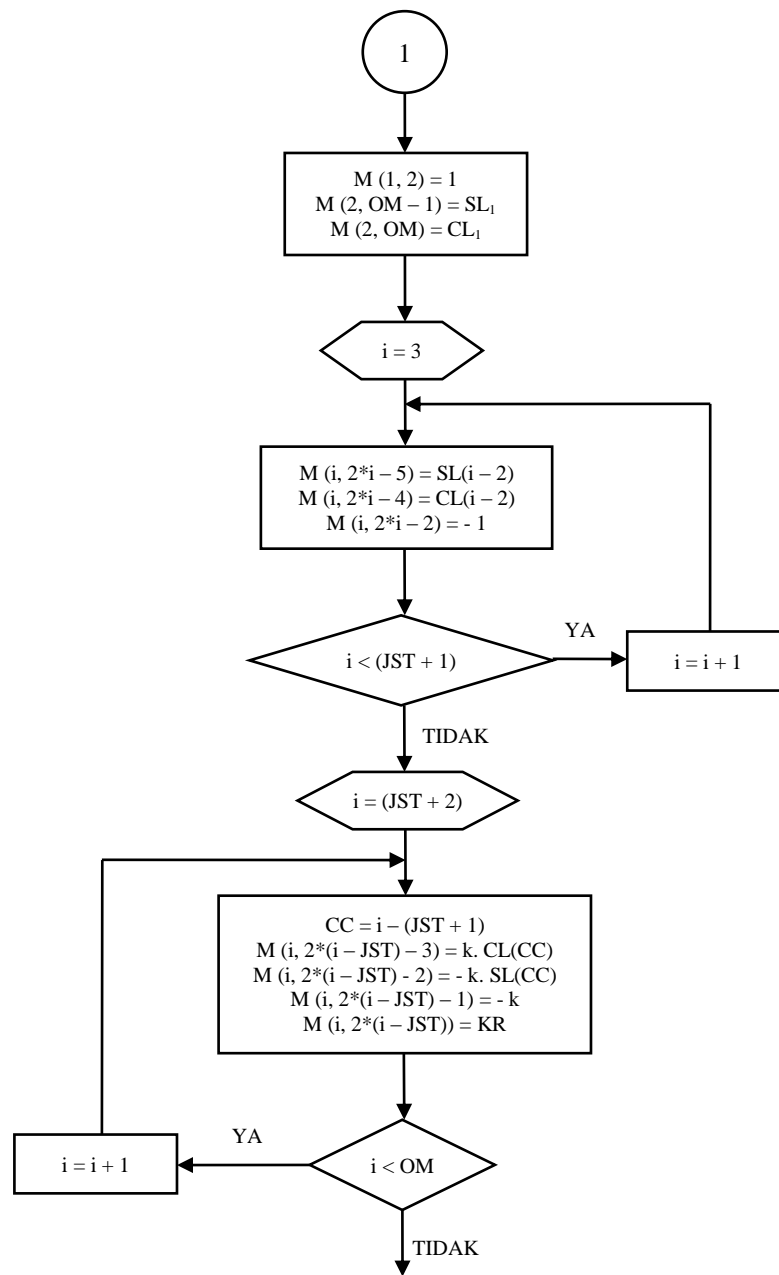 1
M (1, 2) = 1
M (2, OM – 1) = SL₁
M (2, OM) = CL₁
i = 3
M (i, 2*i – 5) = SL(i – 2)
M (i, 2*i – 4) = CL(i – 2)
M (i, 2*i – 2) = - 1
i < (JST + 1)
YA
i = i + 1
TIDAK
i = (JST + 2)
CC = i – (JST + 1)
M (i, 2*(i – JST) – 3) = k. CL(CC)
M (i, 2*(i – JST) - 2) = - k. SL(CC)
M (i, 2*(i – JST) – 1) = - k
M (i, 2*(i – JST)) = KR
i < OM
YA
i = i + 1
TIDAK